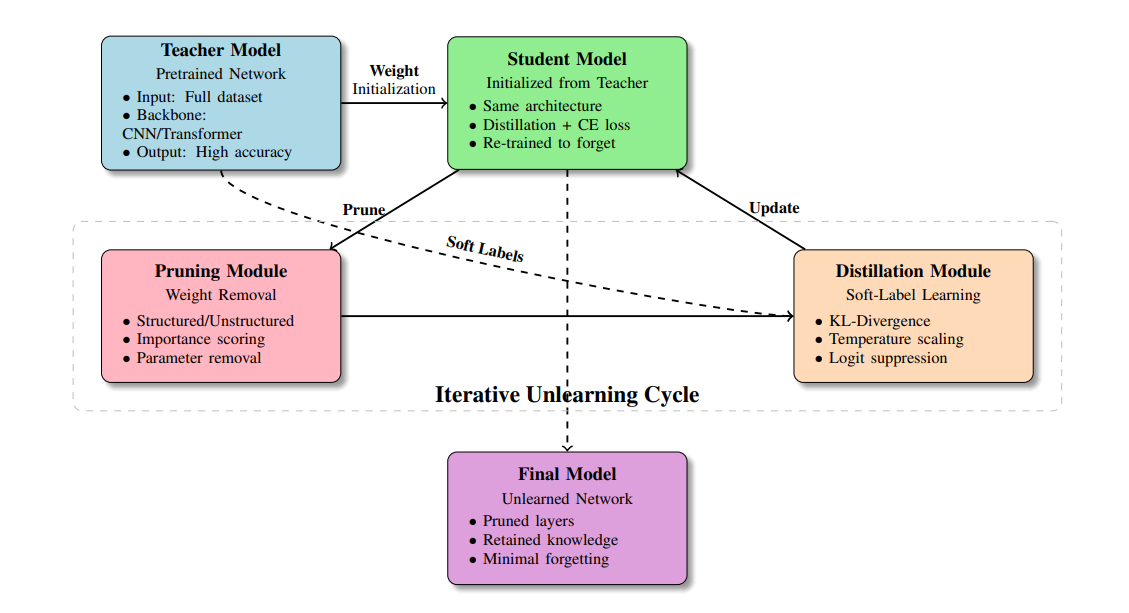 Teacher Model
Pretrained Network
● Input: Full dataset
● Backbone:
CNN/Transformer
● Output: High accuracy
Weight
Initialization
Student Model
Initialized from Teacher
● Same architecture
● Distillation + CE loss
● Re-trained to forget
Prune
Soft Labels
Update
Pruning Module
Weight Removal
● Structured/Unstructured
● Importance scoring
● Parameter removal
Distillation Module
Soft-Label Learning
● KL-Divergence
● Temperature scaling
● Logit suppression
Iterative Unlearning Cycle
Final Model
Unlearned Network
● Pruned layers
● Retained knowledge
● Minimal forgetting